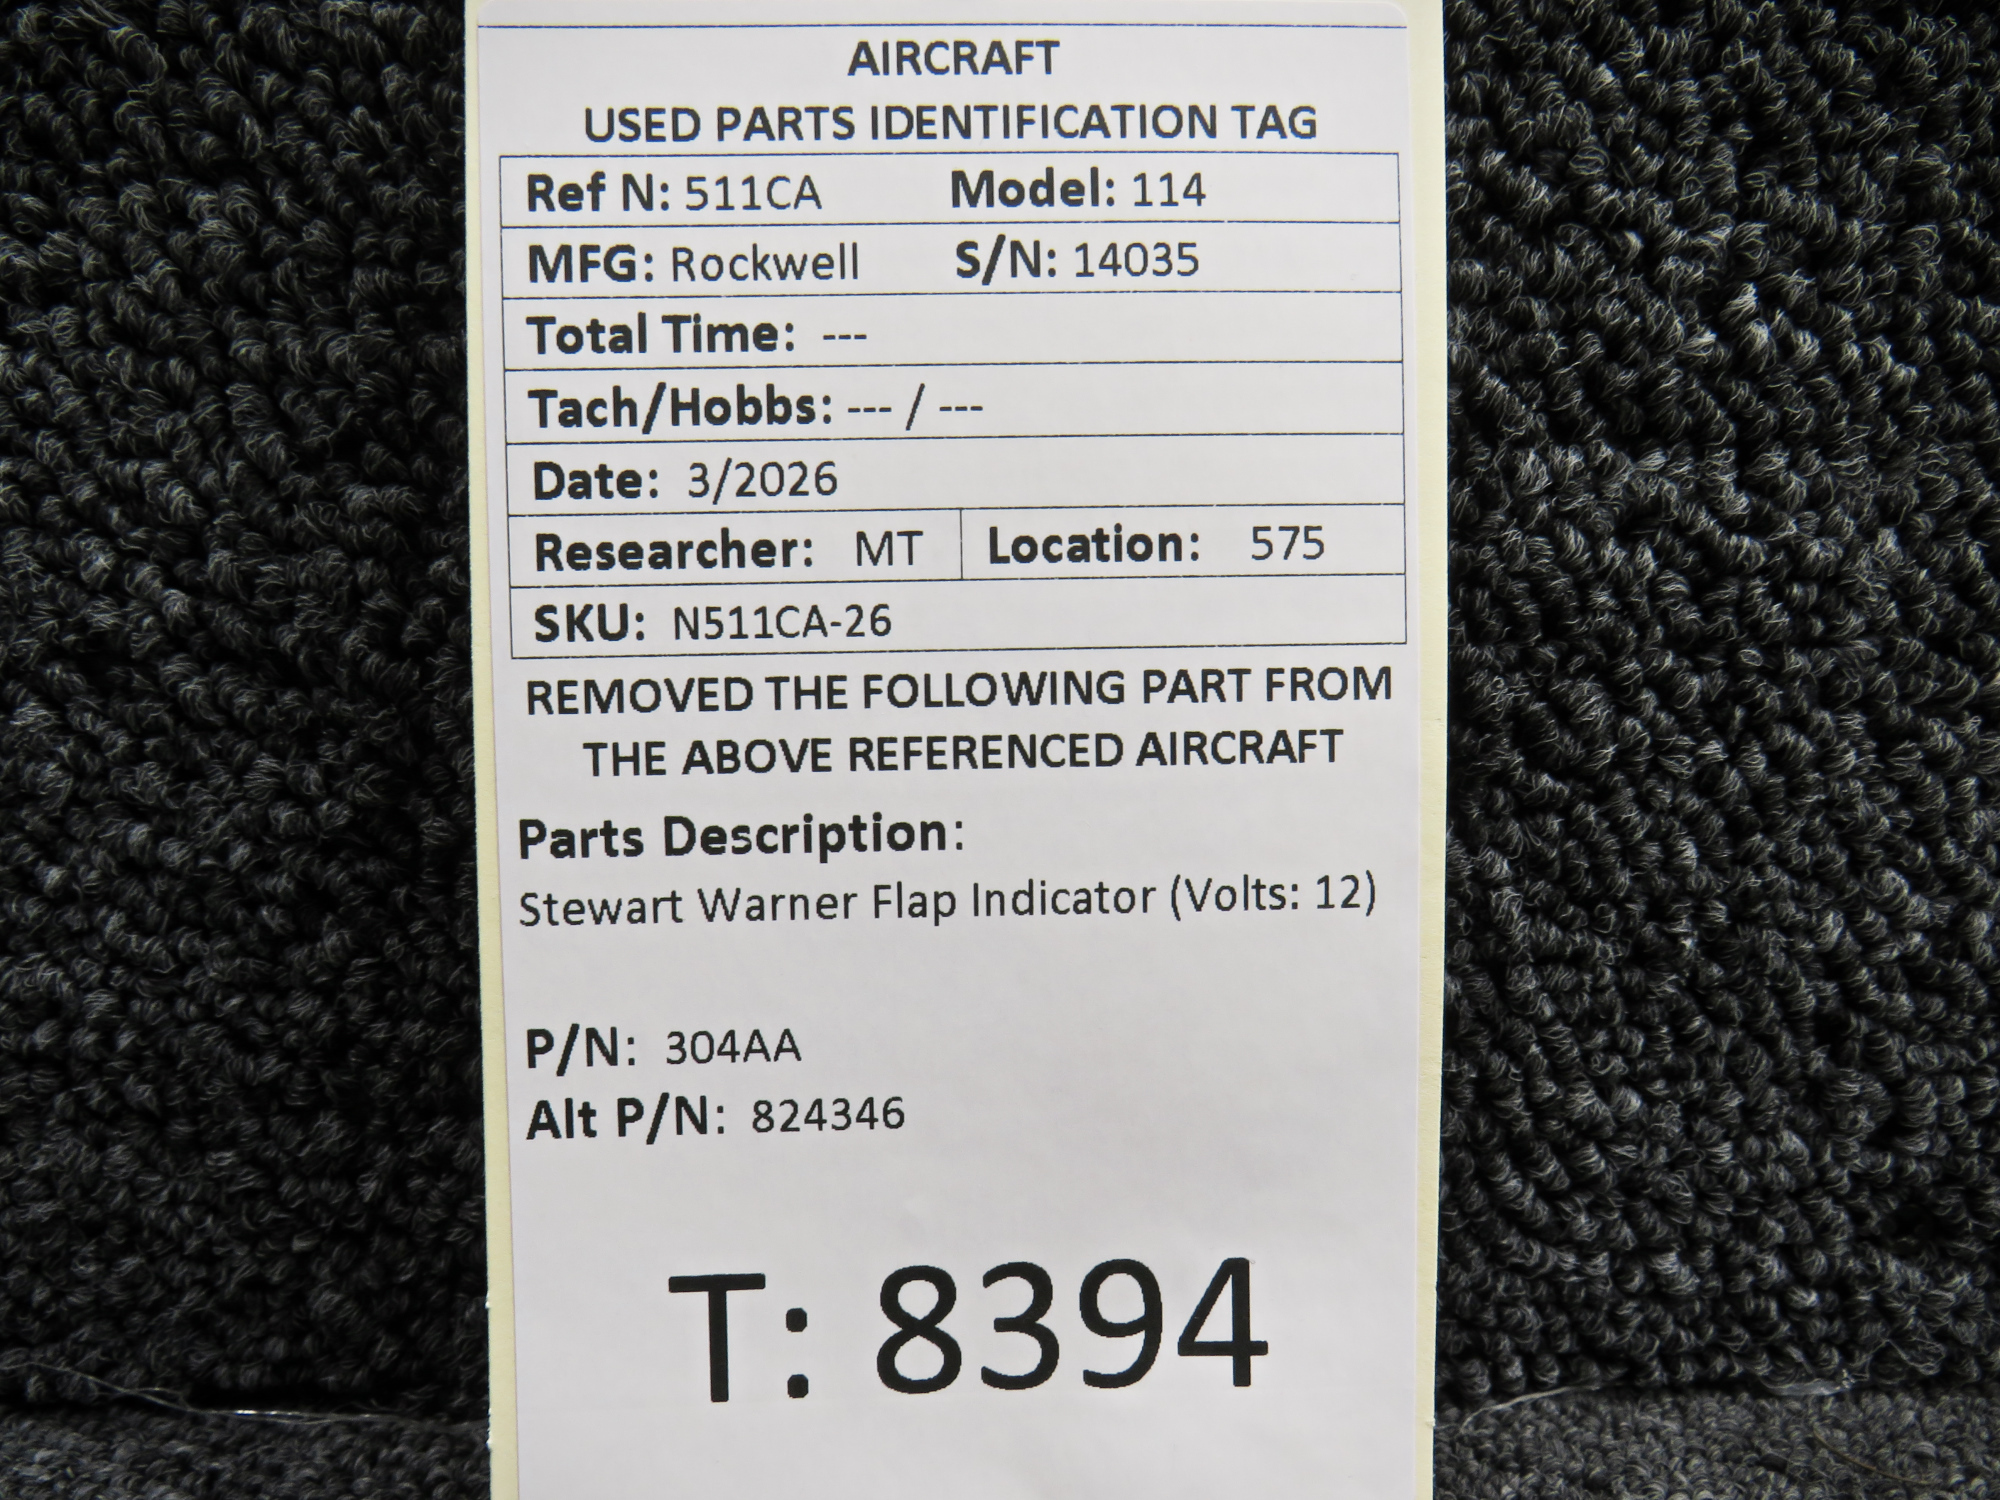 AIRCRAFT
USED PARTS IDENTIFICATION TAG
Ref N: 511CA Model: 114
MFG: Rockwell S/N: 14035
Total Time: ---
Tach/Hobbs: --- / ---
Date: 3/2026
Researcher: MT Location: 575
SKU: N511CA-26
REMOVED THE FOLLOWING PART FROM
THE ABOVE REFERENCED AIRCRAFT
Parts Description:
Stewart Warner Flap Indicator (Volts: 12)
P/N: 304AA
Alt P/N: 824346
T: 8394